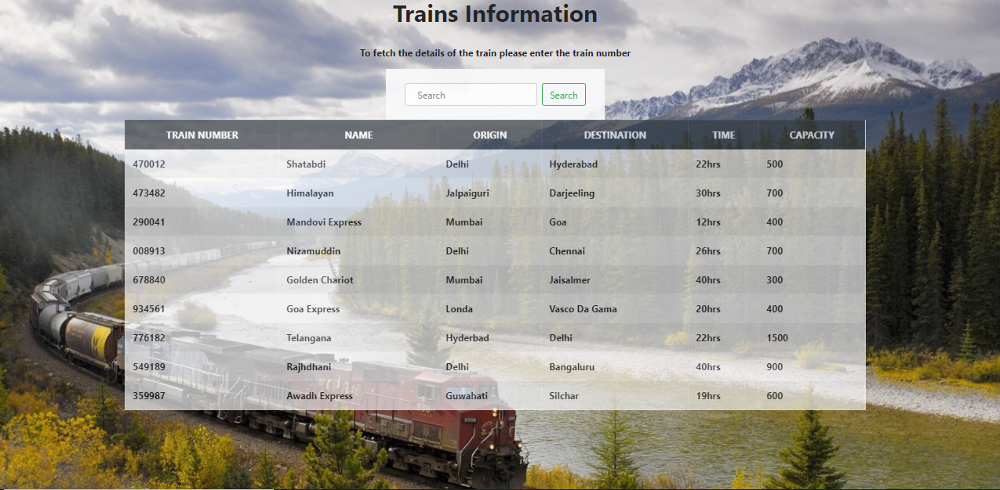 Trains Information
To fetch the details of the train please enter the train number
Search Search
TRAIN NUMBER NAME ORIGIN DESTINATION TIME CAPACITY
470012 Shatabdi Delhi Hyderabad 22hrs 500
473482 Himalayan Jalpaiguri Darjeeling 30hrs 700
290041 Mandovi Express Mumbai Goa 12hrs 400
008913 Nizamuddin Delhi Chennai 26hrs 700
678840 Golden Chariot Mumbai Jaisalmer 40hrs 300
934561 Goa Express Londa Vasco Da Gama 20hrs 400
776182 Telangana Hyderbad Delhi 22hrs 1500
549189 Rajhdhani Delhi Bangaluru 40hrs 900
359987 Awadh Express Guwahati Silchar 19hrs 600